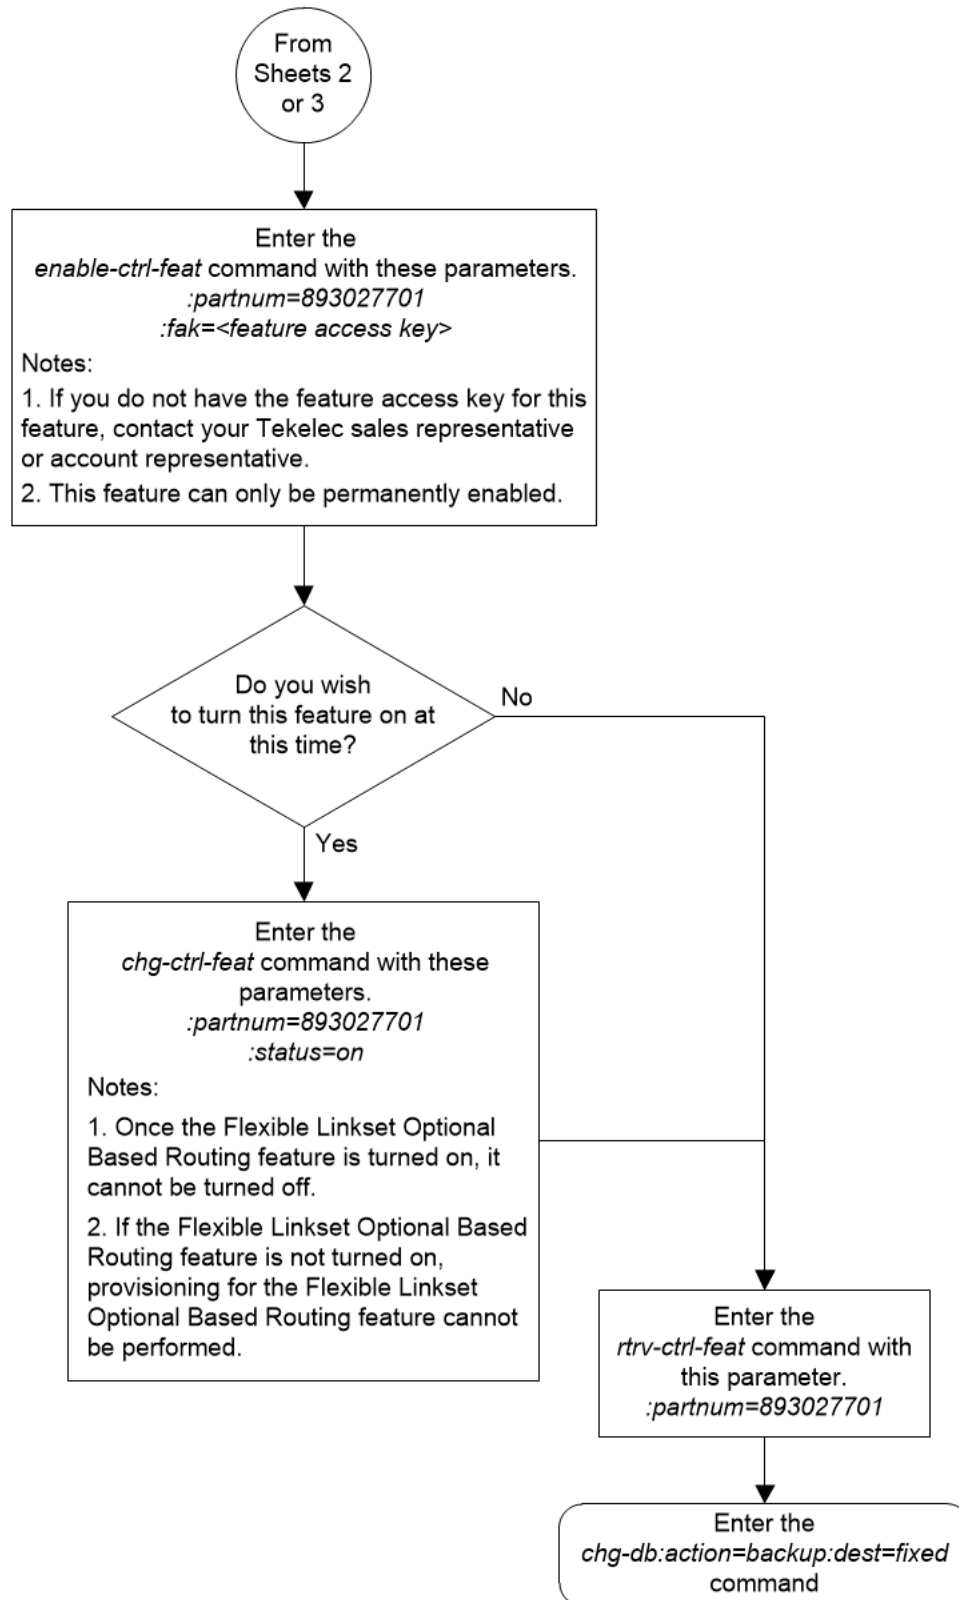 From
Sheets 2
or 3
Enter the
enable-ctrl-feat command with these parameters.
:partnum=893027701
:fak=<feature access key>
Notes:
1. If you do not have the feature access key for this
feature, contact your Tekelec sales representative
or account representative.
2. This feature can only be permanently enabled.
Do you wish
to turn this feature on at
this time?
No
Yes
Enter the
chg-ctrl-feat command with these
parameters.
:partnum=893027701
:status=on
Notes:
1. Once the Flexible Linkset Optional
Based Routing feature is turned on, it
cannot be turned off.
2. If the Flexible Linkset Optional Based
Routing feature is not turned on,
provisioning for the Flexible Linkset
Optional Based Routing feature cannot
be performed.
Enter the
rtrv-ctrl-feat command with
this parameter.
:partnum=893027701
Enter the
chg-db:action=backup:dest=fixed
command